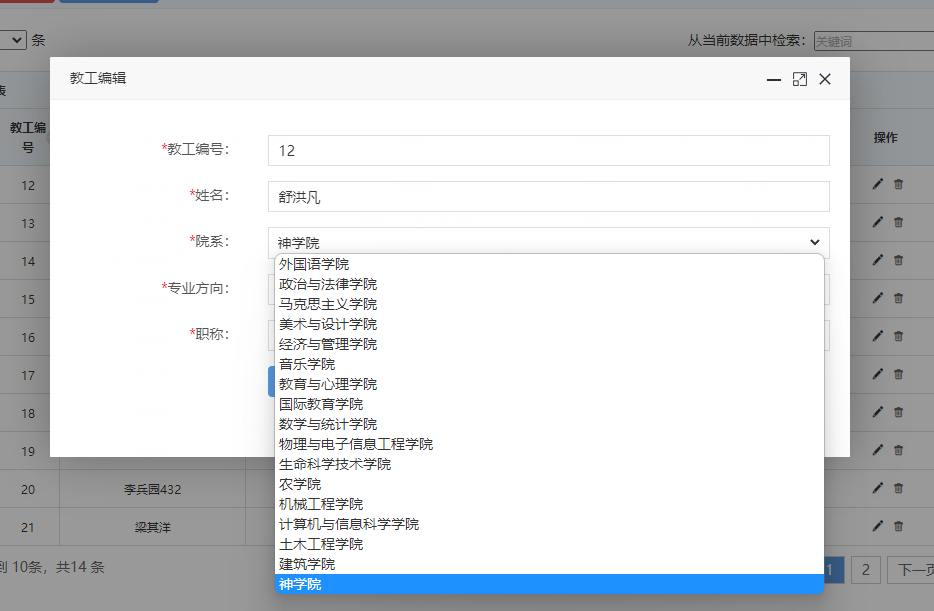 条
从当前数据中检索：
关键词
表
教工编辑
教工编号
操作
*教工编号：
12
*姓名：
舒洪凡
*院系：
神学院
*专业方向：
*职称：
外国语学院
政治与法律学院
马克思主义学院
美术与设计学院
经济与管理学院
音乐学院
教育与心理学院
国际教育学院
数学与统计学院
物理与电子信息工程学院
生命科学技术学院
农学院
机械工程学院
计算机与信息科学学院
土木工程学院
建筑学院
神学院
12
13
14
15
16
17
18
19
20 李兵园432
21 梁其洋
到 10条，共14 条
1 2 下一页